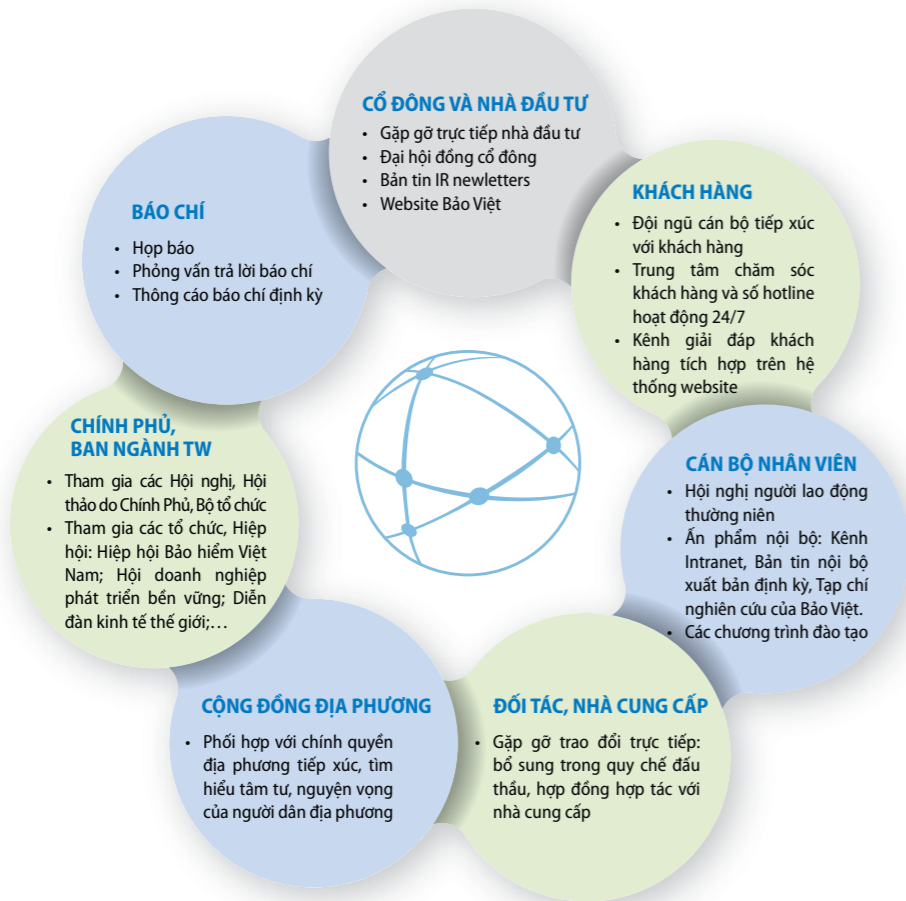 CỔ ĐÔNG VÀ NHÀ ĐẦU TƯ
• Gặp gỡ trực tiếp nhà đầu tư
• Đại hội đồng cổ đông
• Bản tin IR newletters
• Website Bảo Việt
KHÁCH HÀNG
• Đội ngũ cán bộ tiếp xúc
với khách hàng
• Trung tâm chăm sóc
khách hàng và số hotline
hoạt động 24/7
• Kênh giải đáp khách
hàng tích hợp trên hệ
thống website
CÁN BỘ NHÂN VIÊN
• Hội nghị người lao động
thường niên
• Ấn phẩm nội bộ: Kênh
Intranet, Bản tin nội bộ
xuất bản định kỳ, Tạp chí
nghiên cứu của Bảo Việt.
• Các chương trình đào tạo
ĐỐI TÁC, NHÀ CUNG CẤP
• Gặp gỡ trao đổi trực tiếp:
bổ sung trong quy chế đấu
thầu, hợp đồng hợp tác với
nhà cung cấp
CỘNG ĐỒNG ĐỊA PHƯƠNG
• Phối hợp với chính quyền
địa phương tiếp xúc, tìm
hiểu tâm tư, nguyện vọng
của người dân địa phương
CHÍNH PHỦ,
BAN NGÀNH TW
• Tham gia các Hội nghị, Hội
thảo do Chính Phủ, Bộ tổ chức
• Tham gia các tổ chức, Hiệp
hội: Hiệp hội Bảo hiểm Việt
Nam; Hội doanh nghiệp
phát triển bền vững; Diễn
đàn kinh tế thế giới;…
BÁO CHÍ
• Họp báo
• Phỏng vấn trả lời báo chí
• Thông cáo báo chí định kỳ